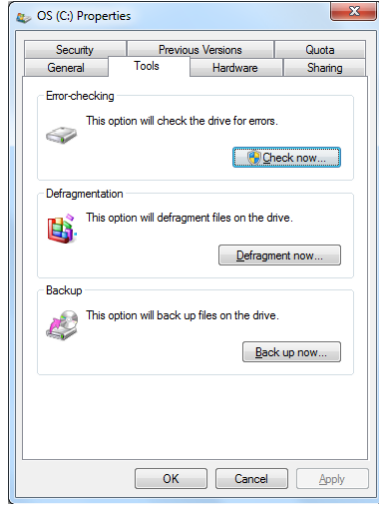 OS (C:) Properties
Security Previous Versions Quota
General Tools Hardware Sharing
Error-checking
This option will check the drive for errors.
Check now...
Defragmentation
This option will defragment files on the drive.
Defragment now...
Backup
This option will back up files on the drive.
Back up now...
OK Cancel Apply